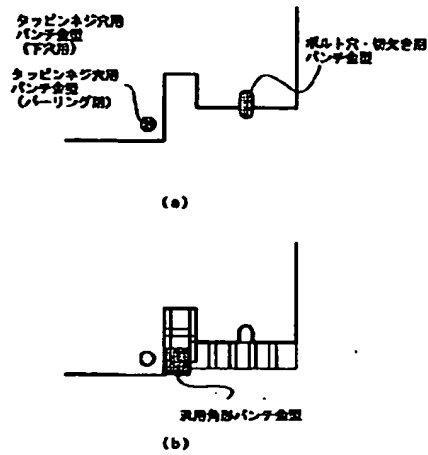 タッピンネジ穴用
パンチ金型
(下穴用)
タッピンネジ穴用
パンチ金型
(バーリング用)
ボルト穴・切欠き用
パンチ金型
(a)
汎用角形パンチ金型
(b)